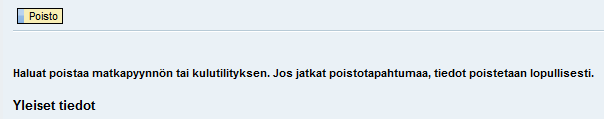 Poisto
Haluat poistaa matkapyynnön tai kulutilityksen. Jos jatkat poistotapahtumaa, tiedot poistetaan lopullisesti.
Yleiset tiedot